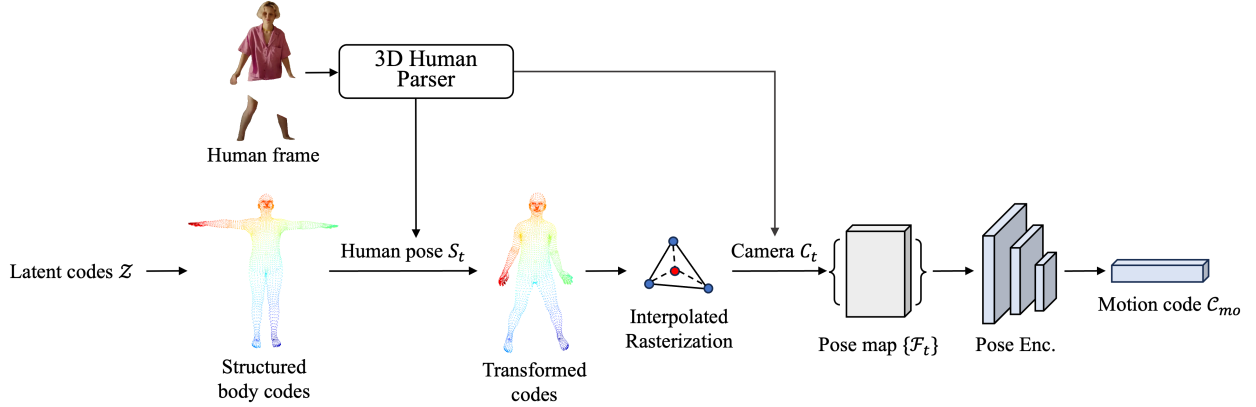 3D Human
Parser
Human frame
Latent codes 𝒵
Human pose S_t
Camera C_t
Interpolated
Rasterization
Pose map {ℱ_t}
Pose Enc.
Motion code 𝒞_mo
Structured
body codes
Transformed
codes